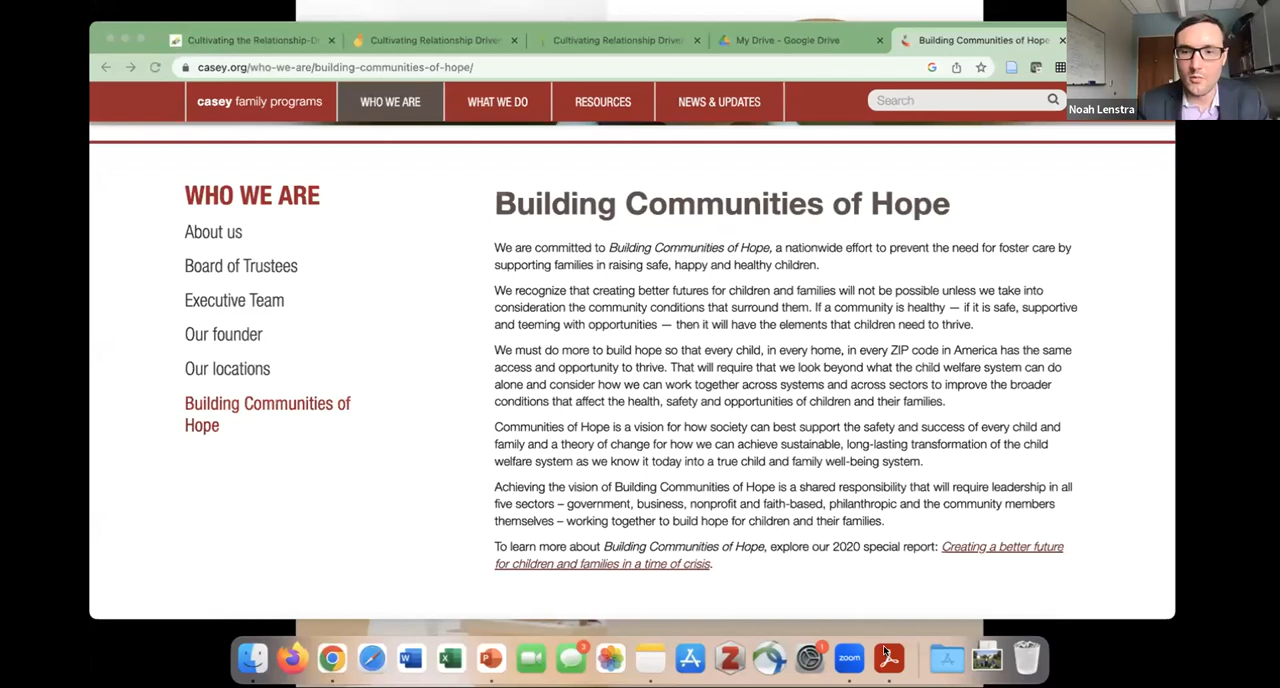 Cultivating the Relationship-D
Cultivating Relationship Driver
Cultivating Relationship Driver
My Drive - Google Drive
Building Communities of Hope
casey.org/who-we-are/building-communities-of-hope/
casey family programs
WHO WE ARE
WHAT WE DO
RESOURCES
NEWS & UPDATES
Search
Noah Lenstra
WHO WE ARE
About us
Board of Trustees
Executive Team
Our founder
Our locations
Building Communities of
Hope
Building Communities of Hope
We are committed to Building Communities of Hope, a nationwide effort to prevent the need for foster care by
supporting families in raising safe, happy and healthy children.
We recognize that creating better futures for children and families will not be possible unless we take into
consideration the community conditions that surround them. If a community is healthy — if it is safe, supportive
and teeming with opportunities — then it will have the elements that children need to thrive.
We must do more to build hope so that every child, in every home, in every ZIP code in America has the same
access and opportunity to thrive. That will require that we look beyond what the child welfare system can do
alone and consider how we can work together across systems and across sectors to improve the broader
conditions that affect the health, safety and opportunities of children and their families.
Communities of Hope is a vision for how society can best support the safety and success of every child and
family and a theory of change for how we can achieve sustainable, long-lasting transformation of the child
welfare system as we know it today into a true child and family well-being system.
Achieving the vision of Building Communities of Hope is a shared responsibility that will require leadership in all
five sectors – government, business, nonprofit and faith-based, philanthropic and the community members
themselves – working together to build hope for children and their families.
To learn more about Building Communities of Hope, explore our 2020 special report: Creating a better future
for children and families in a time of crisis.
zoom